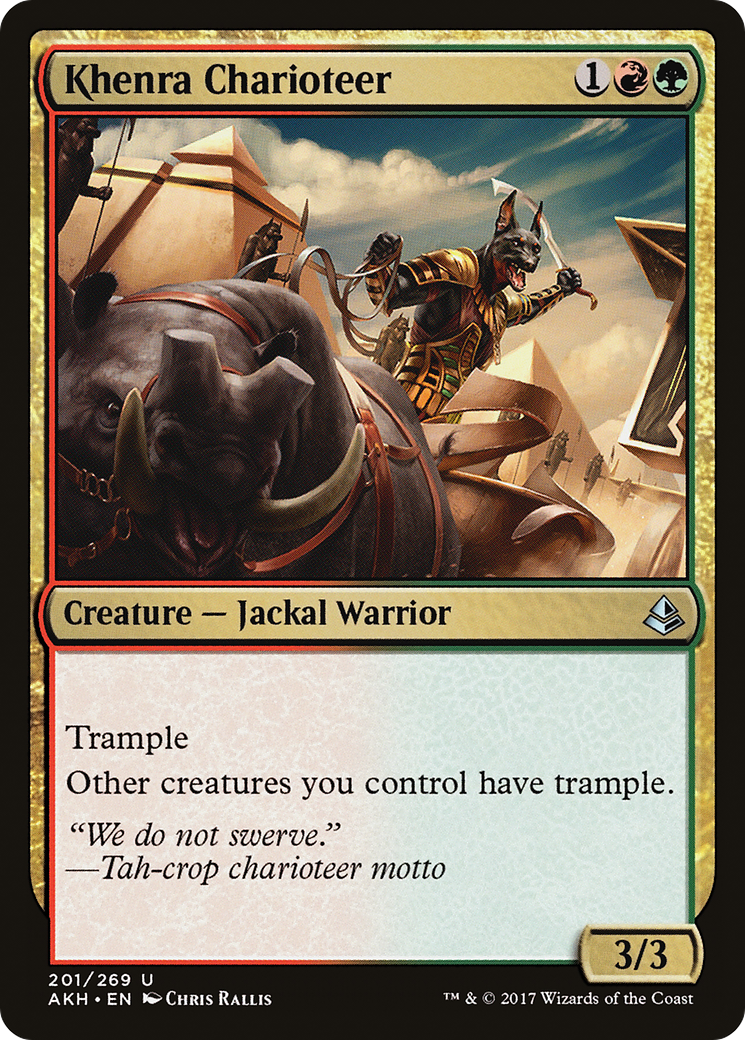 Khenra Charioteer 1
Creature — Jackal Warrior
Trample
Other creatures you control have trample.
“We do not swerve.”
—Tah-crop charioteer motto
3/3
201/269 U
AKH • EN Chris Rallis
™ & © 2017 Wizards of the Coast